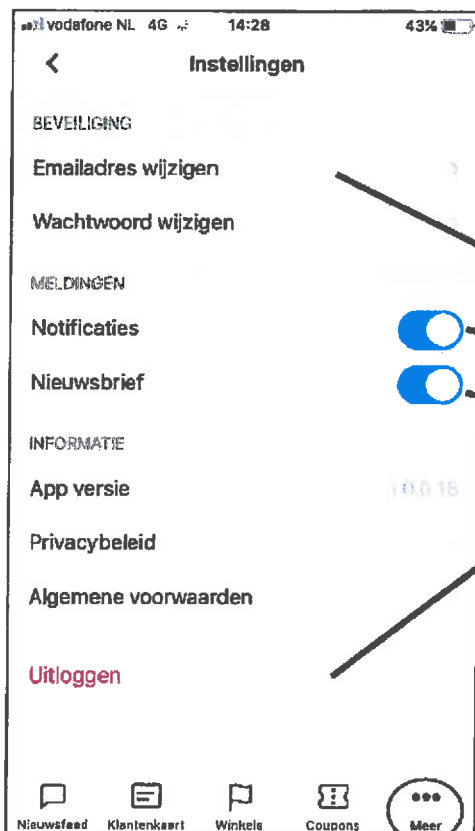 vodafone NL 4G 14:28 43%
Instellingen
BEVEILIGING
Emailadres wijzigen
Wachtwoord wijzigen
MELDINGEN
Notificaties
Nieuwsbrief
INFORMATIE
App versie
Privacybeleid
Algemene voorwaarden
Uitloggen
Nieuwsfeed Klantenkaart Winkels Coupons Meer